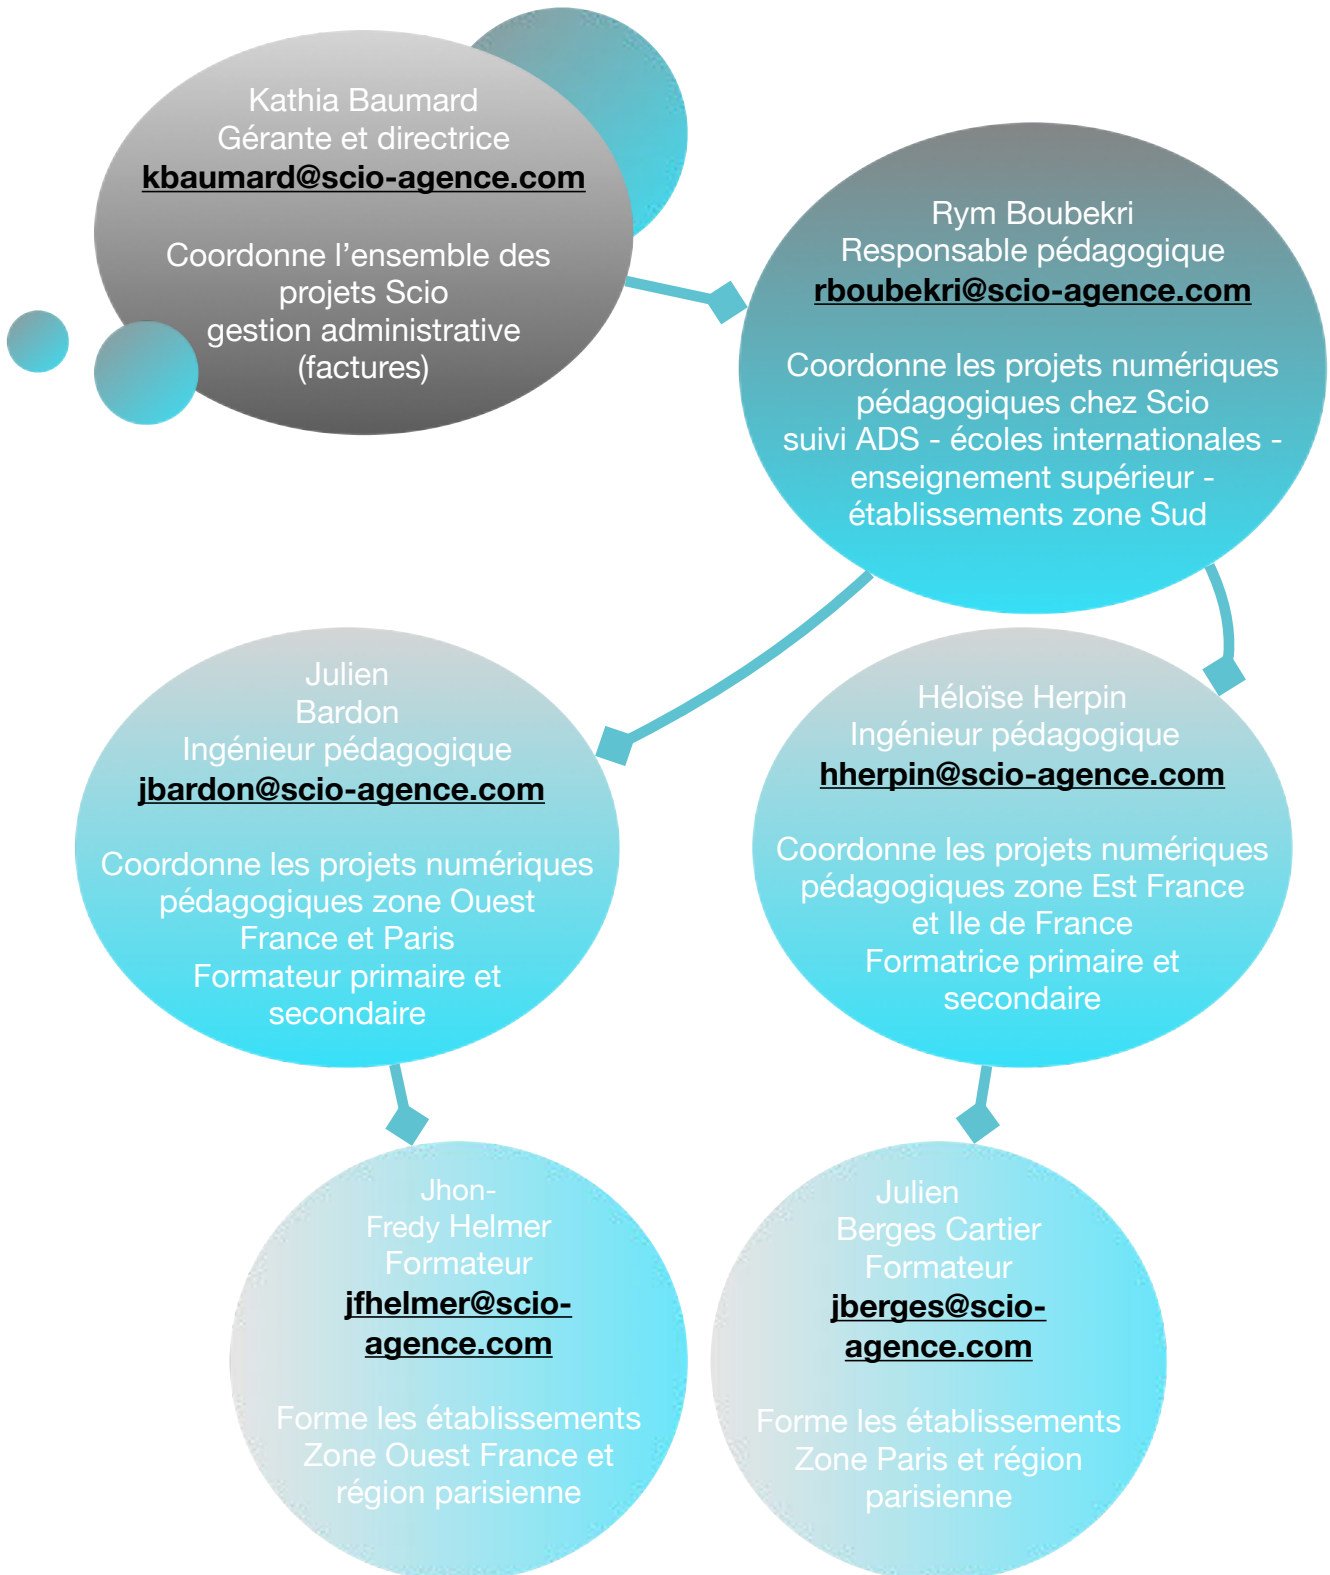 Kathia Baumard
Gérante et directrice
kbaumard@scio-agence.com
Coordonne l’ensemble des
projets Scio
gestion administrative
(factures)
Rym Boubekri
Responsable pédagogique
rboubekri@scio-agence.com
Coordonne les projets numériques
pédagogiques chez Scio
suivi ADS - écoles internationales -
enseignement supérieur -
établissements zone Sud
Julien
Bardon
Ingénieur pédagogique
jbardon@scio-agence.com
Coordonne les projets numériques
pédagogiques zone Ouest
France et Paris
Formateur primaire et
secondaire
Héloïse Herpin
Ingénieur pédagogique
hherpin@scio-agence.com
Coordonne les projets numériques
pédagogiques zone Est France
et Ile de France
Formatrice primaire et
secondaire
Jhon-
Fredy Helmer
Formateur
jfhelmer@scio-
agence.com
Forme les établissements
Zone Ouest France et
région parisienne
Julien
Berges Cartier
Formateur
jberges@scio-
agence.com
Forme les établissements
Zone Paris et région
parisienne